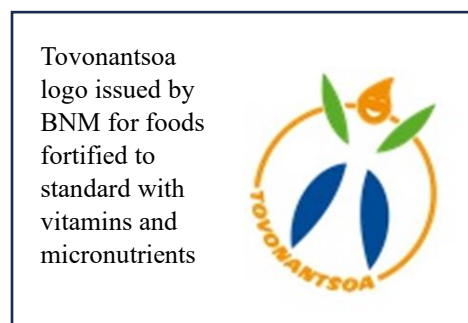 Tovonantsoa
logo issued by
BNM for foods
fortified to
standard with
vitamins and
micronutrients
TOVONANTSOA